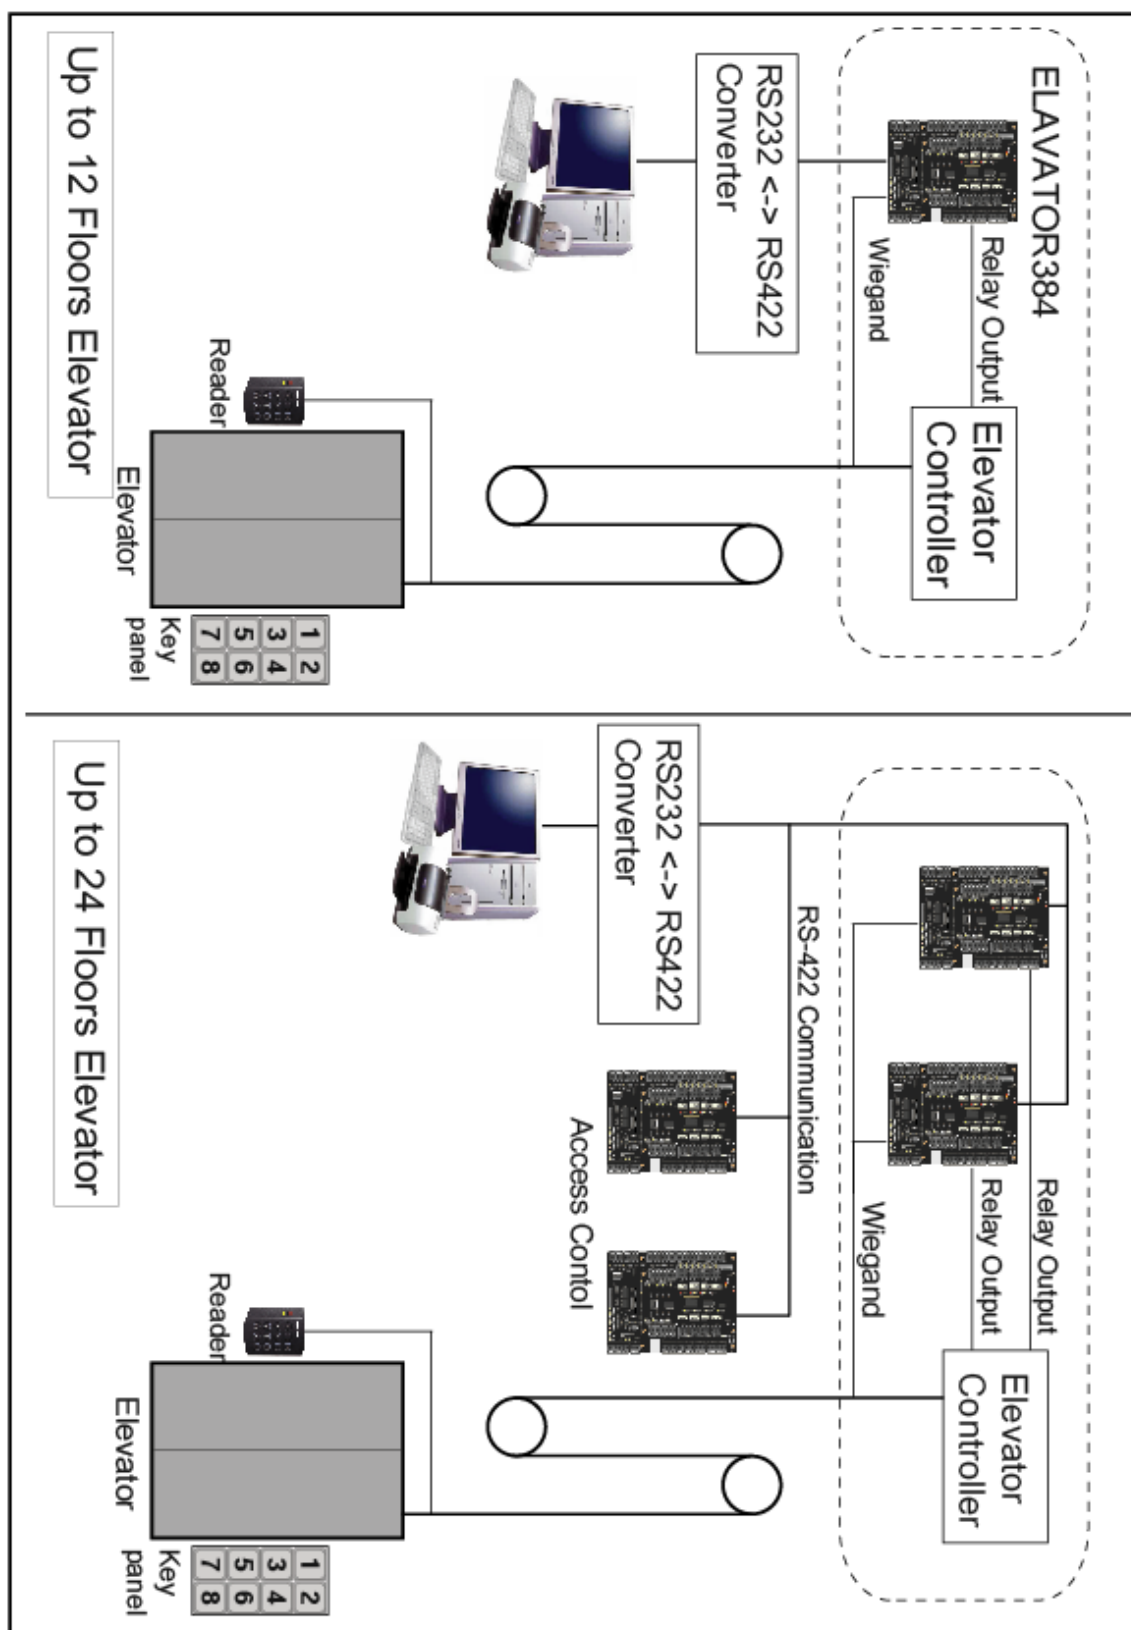 ELAVATOR384
Relay Output
Elevator
Controller
Wiegand
RS232 <-> RS422
Converter
Reader
Elevator
1 2
3 4
5 6
7 8
Key
panel
Up to 12 Floors Elevator
Relay Output
Relay Output
Elevator
Controller
Wiegand
RS-422 Communication
RS232 <-> RS422
Converter
Access Contol
Reader
Elevator
1 2
3 4
5 6
7 8
Key
panel
Up to 24 Floors Elevator